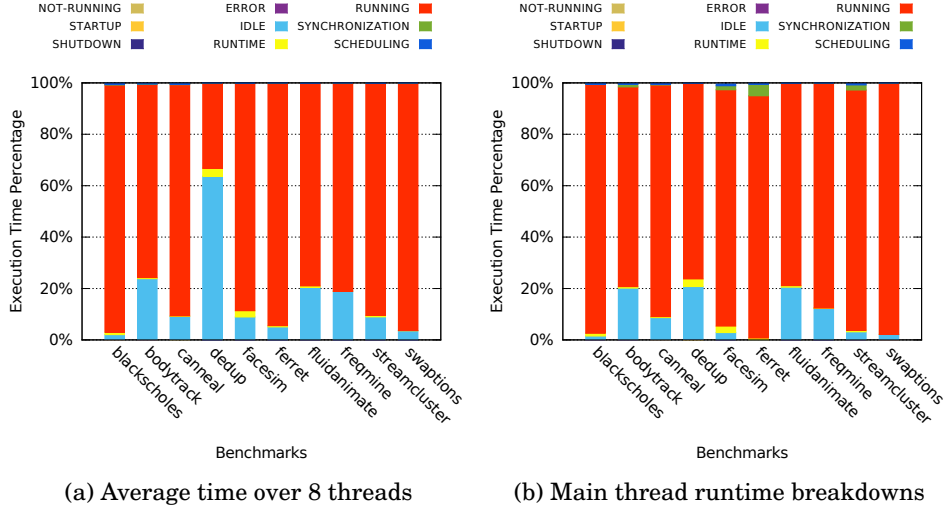 NOT-RUNNING ERROR RUNNING
STARTUP IDLE SYNCHRONIZATION
SHUTDOWN RUNTIME SCHEDULING
100%
80%
60%
40%
20%
0%
Execution Time Percentage
blackscholes
bodytrack
canneal
dedup
facesim
ferret
fluidanimate
freqmine
streamcluster
swaptions
Benchmarks
(a) Average time over 8 threads
NOT-RUNNING ERROR RUNNING
STARTUP IDLE SYNCHRONIZATION
SHUTDOWN RUNTIME SCHEDULING
100%
80%
60%
40%
20%
0%
Execution Time Percentage
blackscholes
bodytrack
canneal
dedup
facesim
ferret
fluidanimate
freqmine
streamcluster
swaptions
Benchmarks
(b) Main thread runtime breakdowns